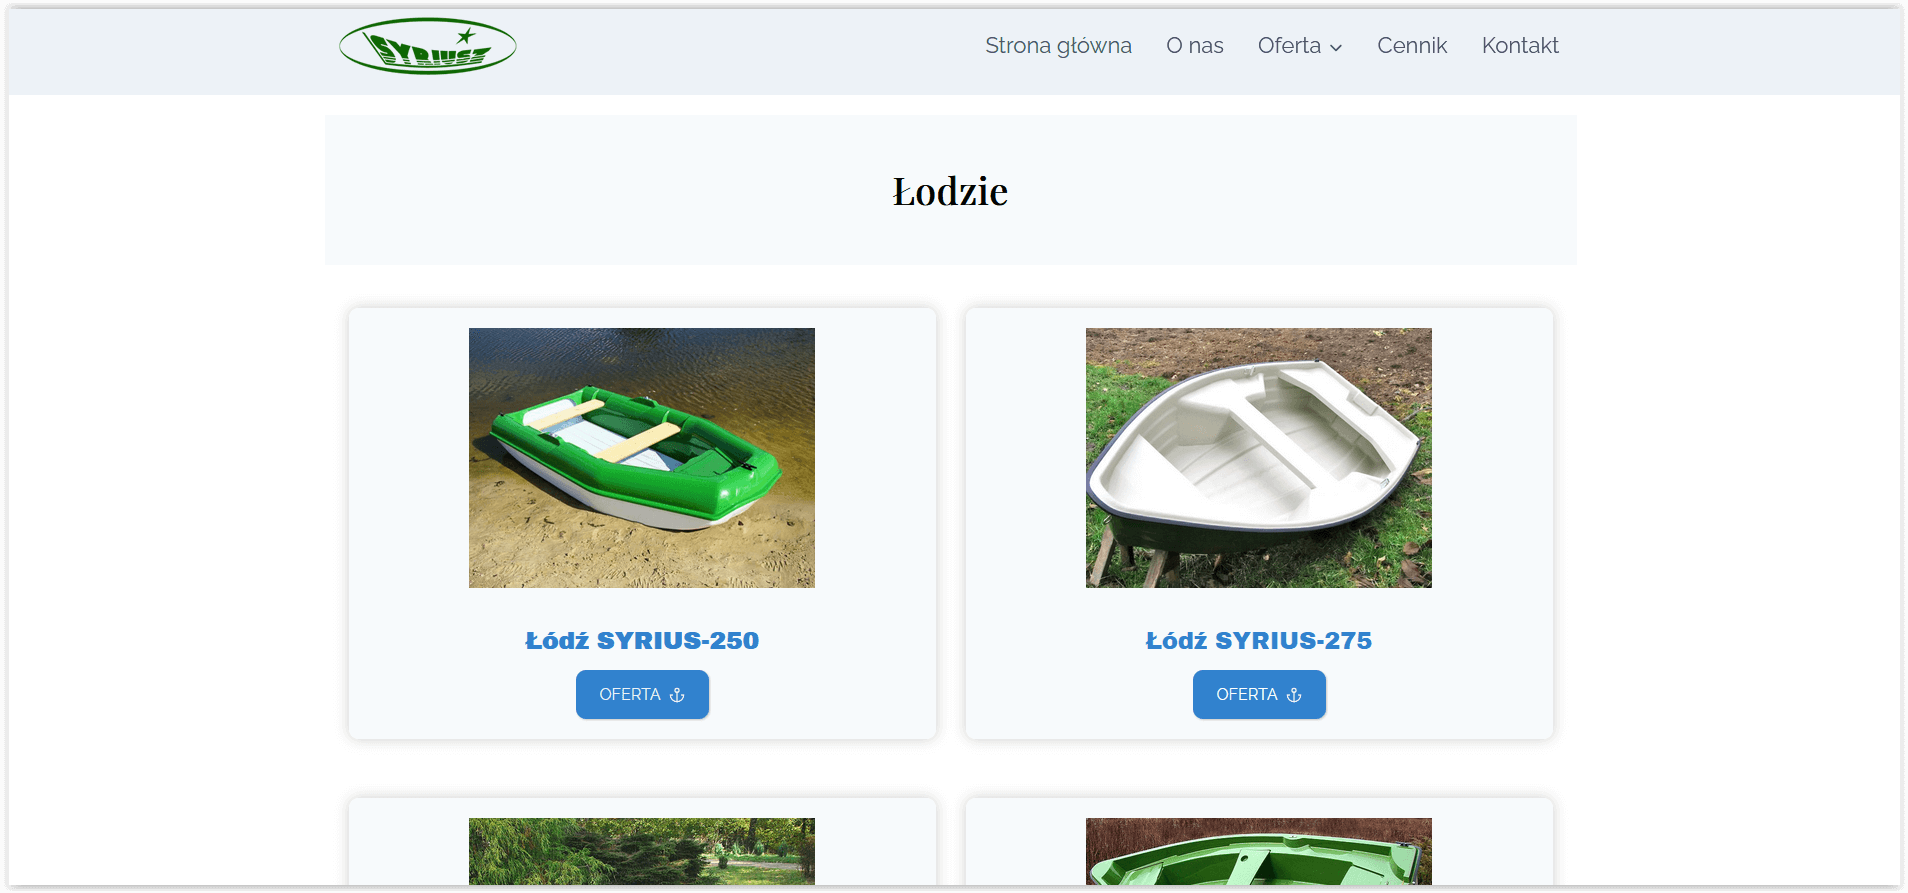 SYRIUSZ
Strona główna O nas Oferta Cennik Kontakt
Łodzie
Łódź SYRIUS-250
OFERTA
Łódź SYRIUS-275
OFERTA